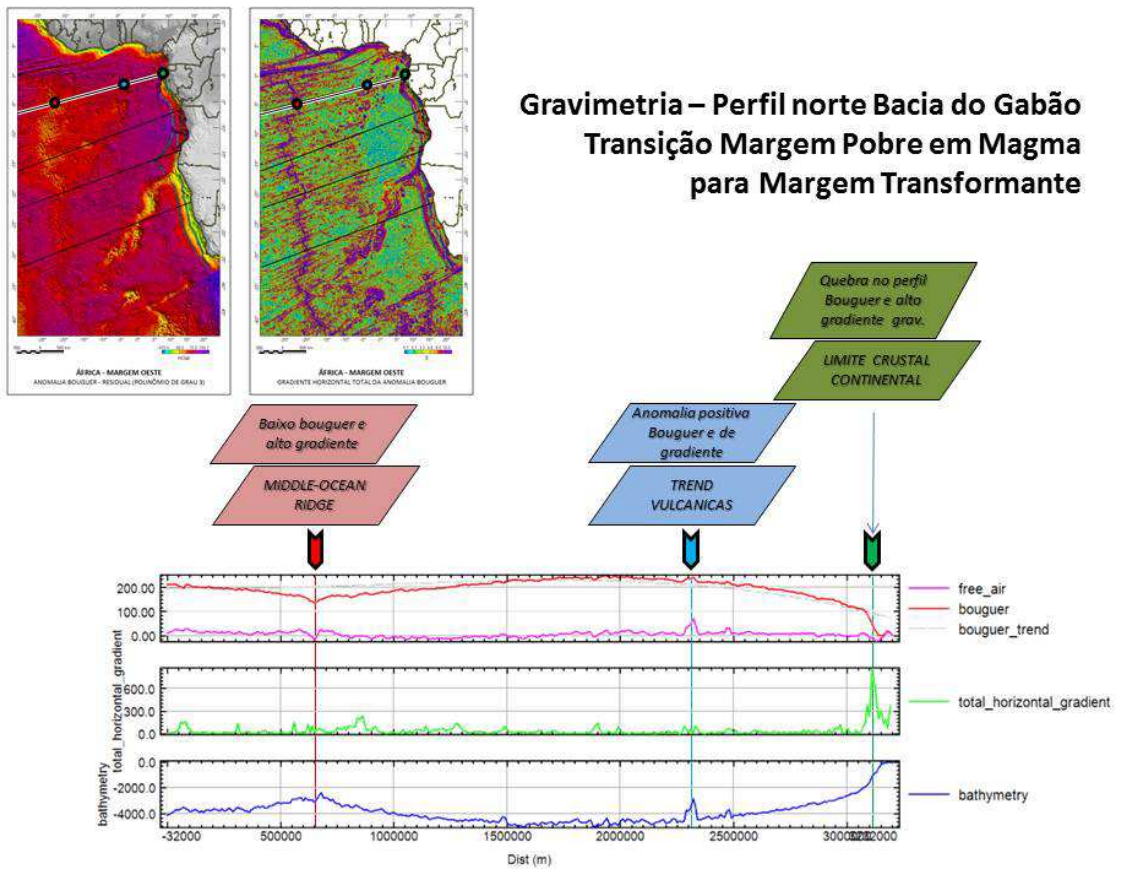 Gravimetria – Perfil norte Bacia do Gabão
Transição Margem Pobre em Magma
para Margem Transformante
ÁFRICA - MARGEM OESTE
ANOMALIA BOUGUER - RESIDUAL (POLINÔMIO DE GRAU 3)
ÁFRICA - MARGEM OESTE
GRADIENTE HORIZONTAL TOTAL DA ANOMALIA BOUGUER
Quebra no perfil
Bouguer e alto
gradiente grav.
LIMITE CRUSTAL
CONTINENTAL
Baixo bouguer e
alto gradiente
MIDDLE-OCEAN
RIDGE
Anomalia positiva
Bouguer e de
gradiente
TREND
VULCANICAS
200.00
100.00
0.00
free_air
bouguer
bouguer_trend
total_horizontal_gradient
600.0
300.0
0.0
total_horizontal_gradient
bathymetry
0.0
-2000.0
-4000.0
bathymetry
-32000 500000 1000000 1500000 2000000 2500000
Dist (m)